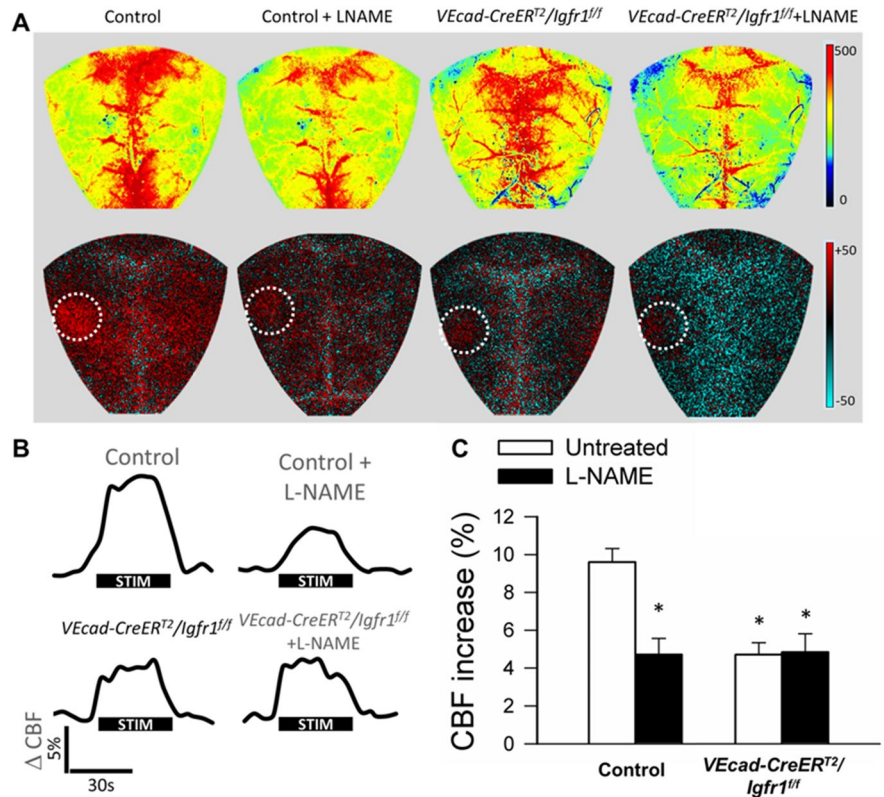 A
Control
Control + LNAME
VEcad-CreERᵀ²/Igfr1ᶠ/ᶠ
VEcad-CreERᵀ²/Igfr1ᶠ/ᶠ+LNAME
500
0
+50
-50
B
Control
Control +
L-NAME
STIM
STIM
VEcad-CreERᵀ²/Igfr1ᶠ/ᶠ
VEcad-CreERᵀ²/Igfr1ᶠ/ᶠ
+L-NAME
STIM
STIM
Δ CBF
5%
30s
C
Untreated
L-NAME
CBF increase (%)
12
10
8
6
4
2
0
*
*
*
Control
VEcad-CreERᵀ²/
Igfr1ᶠ/ᶠ